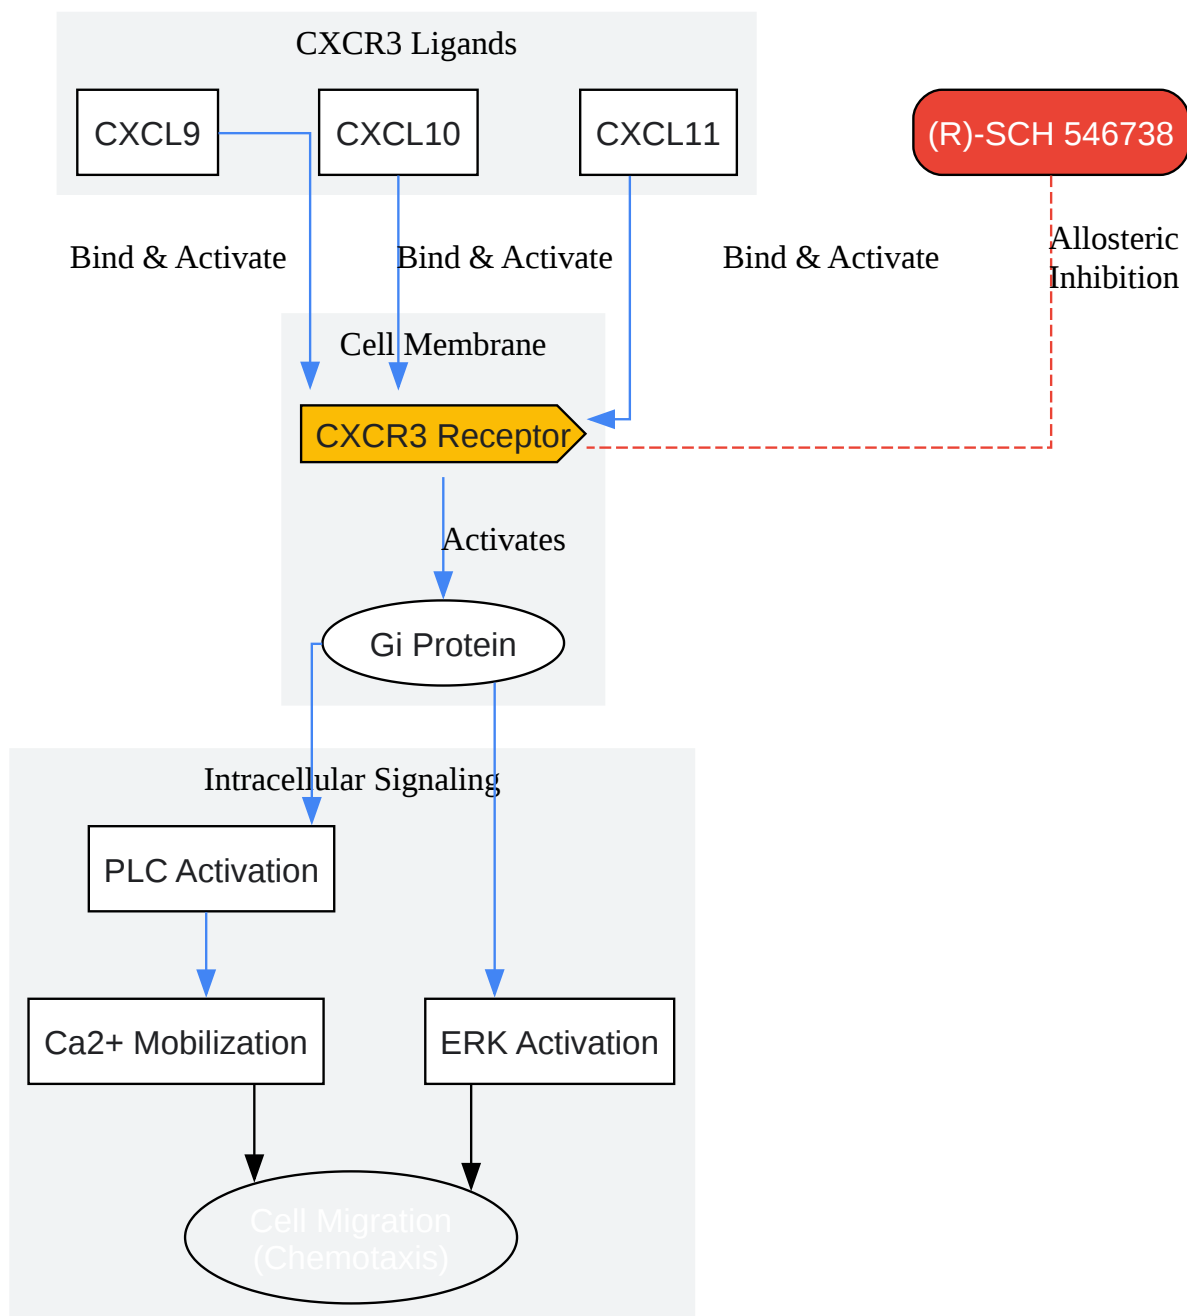 CXCR3 Ligands
CXCL9
CXCL10
CXCL11
(R)-SCH 546738
Bind & Activate
Bind & Activate
Bind & Activate
Allosteric
Inhibition
Cell Membrane
CXCR3 Receptor
Activates
Gi Protein
Intracellular Signaling
PLC Activation
Ca2+ Mobilization
ERK Activation
Cell Migration
(Chemotaxis)